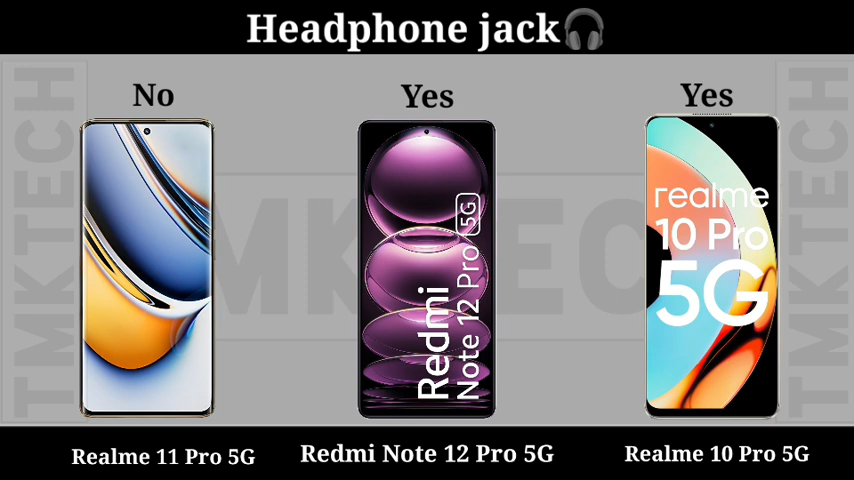 Headphone jack🎧
No
Yes
Yes
TMKTECH
TMKTECH
TMKTECH
Redmi
Note 12 Pro 5G
realme
10 Pro
5G
Realme 11 Pro 5G
Redmi Note 12 Pro 5G
Realme 10 Pro 5G